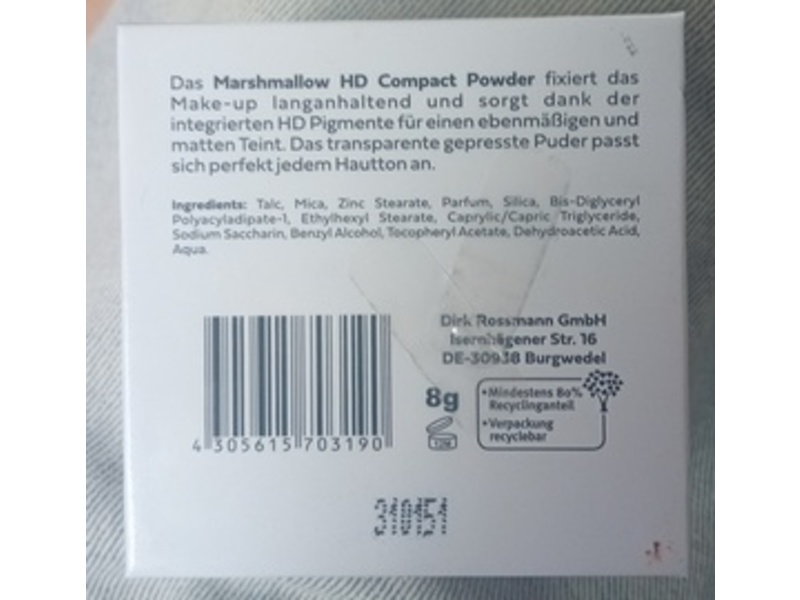 Das Marshmallow HD Compact Powder fixiert das
Make-up langanhaltend und sorgt dank der
integrierten HD Pigmente für einen ebenmäßigen und
matten Teint. Das transparente gepresste Puder passt
sich perfekt jedem Hautton an.
Ingredients: Talc, Mica, Zinc Stearate, Parfum, Silica, Bis-Diglyceryl
Polyacyladipate-1, Ethylhexyl Stearate, Caprylic/Capric Triglyceride,
Sodium Saccharin, Benzyl Alcohol, Tocopheryl Acetate, Dehydroacetic Acid,
Aqua.
Dirk Rossmann GmbH
Isernhägener Str. 16
DE-30938 Burgwedel
8g
•Mindestens 80%
Recyclinganteil
•Verpackung
recyclebar
12M
4 305615 703190
310151